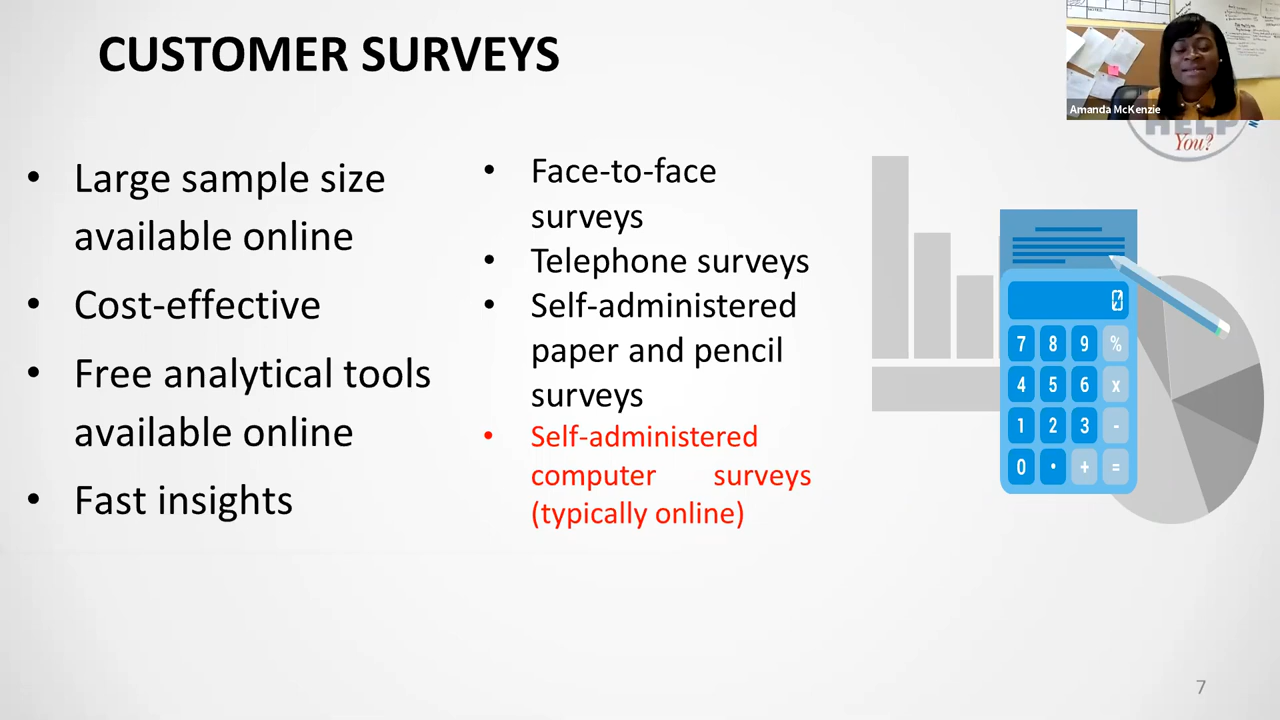 CUSTOMER SURVEYS
Amanda McKenzie
HELP
You?
• Large sample size
available online
• Cost-effective
• Free analytical tools
available online
• Fast insights
• Face-to-face
surveys
• Telephone surveys
• Self-administered
paper and pencil
surveys
• Self-administered
computer surveys
(typically online)
0
7 8 9 %
4 5 6 x
1 2 3 -
0 • + =
7